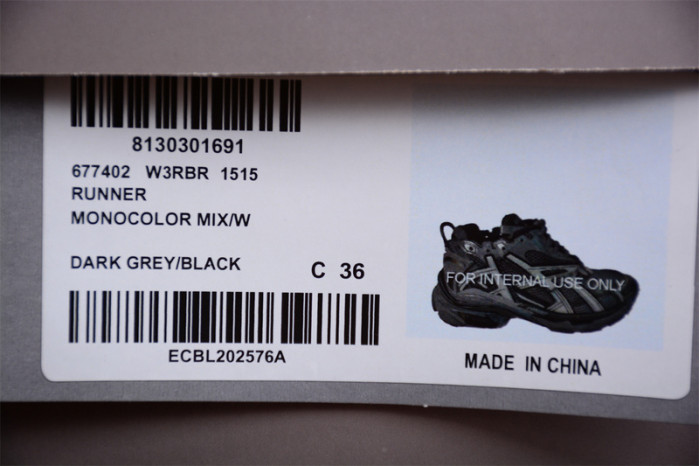 8130301691
677402 W3RBR 1515
RUNNER
MONOCOLOR MIX/W
DARK GREY/BLACK
C 36
ECBL202576A
FOR INTERNAL USE ONLY
MADE IN CHINA